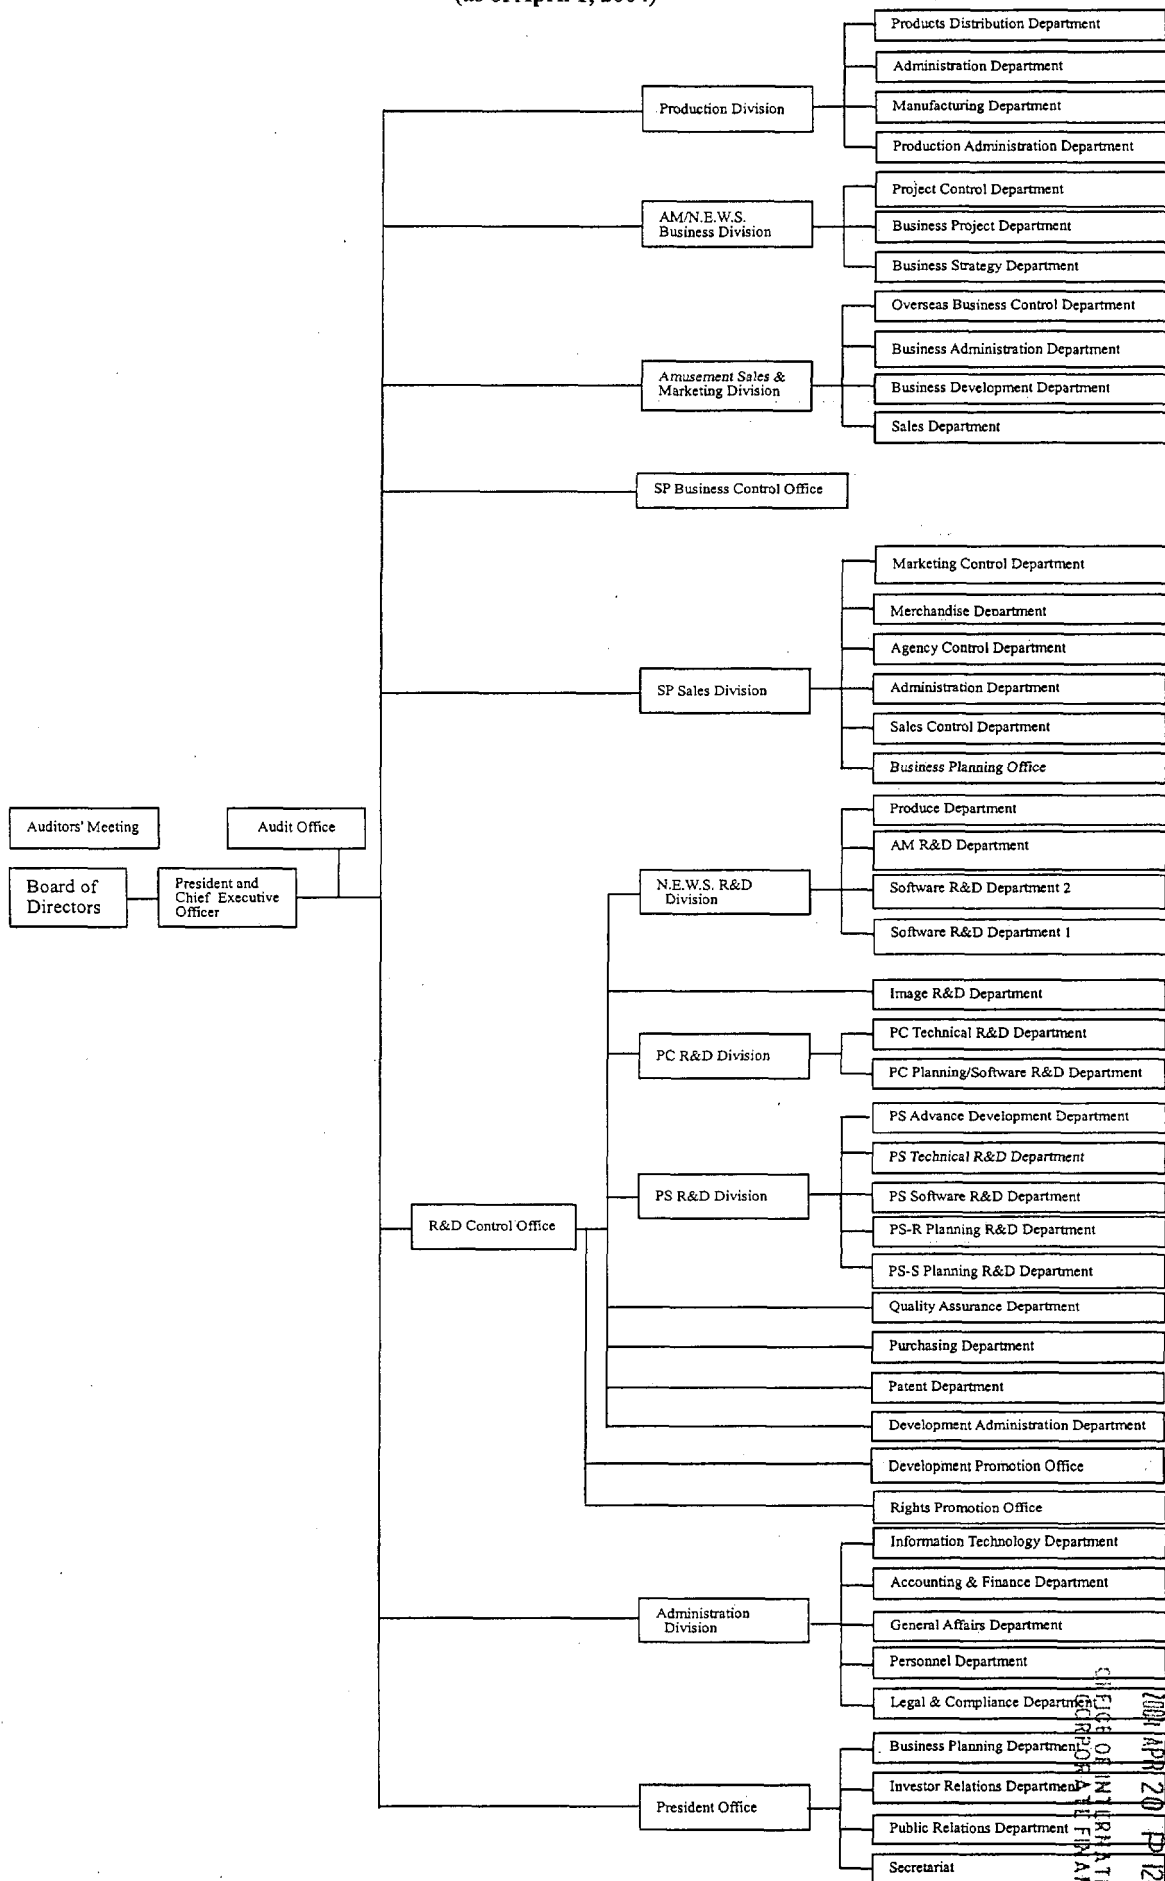 (as of April 1, 2004)
Products Distribution Department
Administration Department
Production Division
Manufacturing Department
Production Administration Department
Project Control Department
AM/N.E.W.S.
Business Division
Business Project Department
Business Strategy Department
Overseas Business Control Department
Business Administration Department
Amusement Sales &
Marketing Division
Business Development Department
Sales Department
SP Business Control Office
Marketing Control Department
Merchandise Department
Agency Control Department
SP Sales Division
Administration Department
Sales Control Department
Business Planning Office
Auditors' Meeting
Audit Office
Board of
Directors
President and
Chief Executive
Officer
Produce Department
AM R&D Department
N.E.W.S. R&D
Division
Software R&D Department 2
Software R&D Department 1
Image R&D Department
PC R&D Division
PC Technical R&D Department
PC Planning/Software R&D Department
PS Advance Development Department
PS Technical R&D Department
PS R&D Division
PS Software R&D Department
R&D Control Office
PS-R Planning R&D Department
PS-S Planning R&D Department
Quality Assurance Department
Purchasing Department
Patent Department
Development Administration Department
Development Promotion Office
Rights Promotion Office
Information Technology Department
Accounting & Finance Department
Administration
Division
General Affairs Department
Personnel Department
Legal & Compliance Department
Business Planning Department
Investor Relations Department
President Office
Public Relations Department
Secretariat
2004 APR 20 P 12
OFFICE OF INTERNATI
CORPORATE FINAN